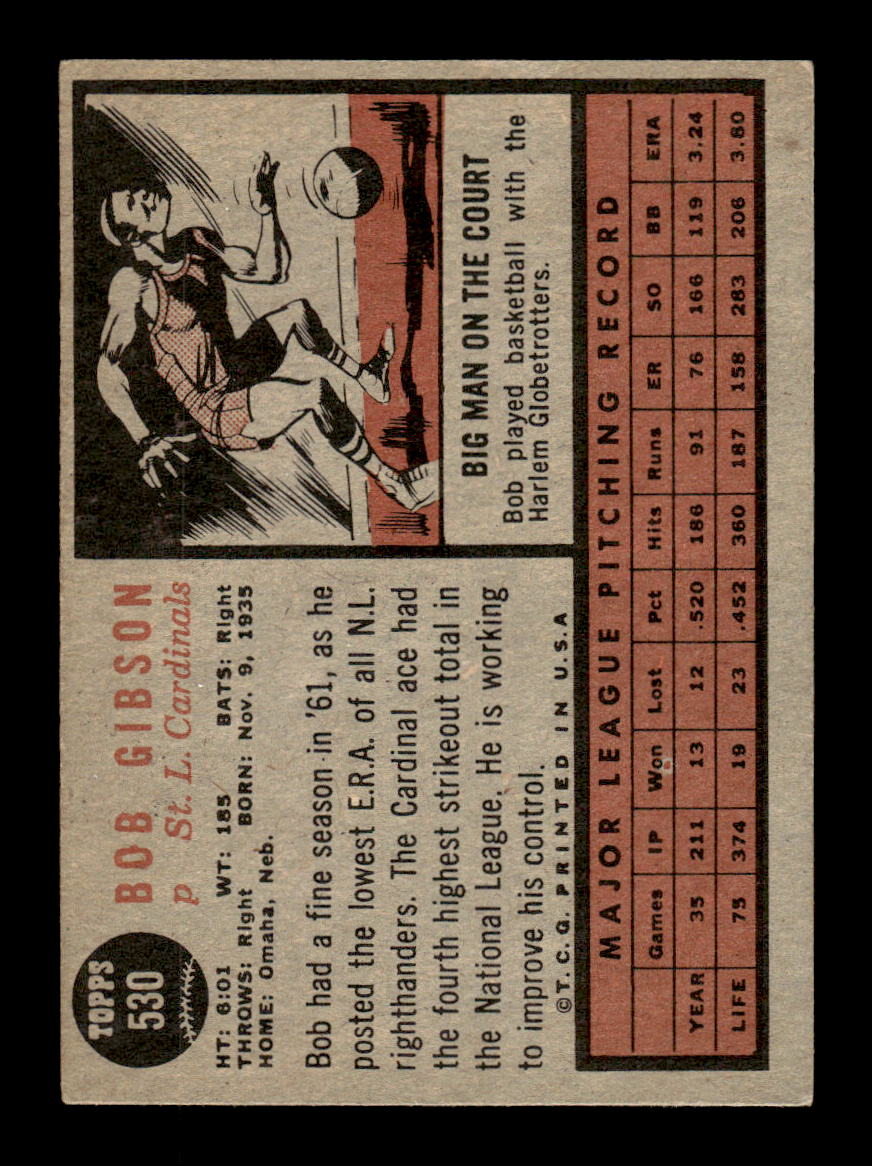 TOPPS
530
BOB GIBSON
p St. L. Cardinals
HT: 6:01 WT: 185 BATS: Right
THROWS: Right BORN: Nov. 9, 1935
HOME: Omaha, Neb.
Bob had a fine season in '61, as he
posted the lowest E.R.A. of all N.L.
righthanders. The Cardinal ace had
the fourth highest strikeout total in
the National League. He is working
to improve his control.
©T. C. G. PRINTED IN U.S.A
BIG MAN ON THE COURT
Bob played basketball with the
Harlem Globetrotters.
MAJOR LEAGUE PITCHING RECORD
Games IP Won Lost Pct Hits Runs ER SO BB ERA
YEAR 35 211 13 12 .520 186 91 76 166 119 3.24
LIFE 75 374 19 23 .452 360 187 158 283 206 3.80